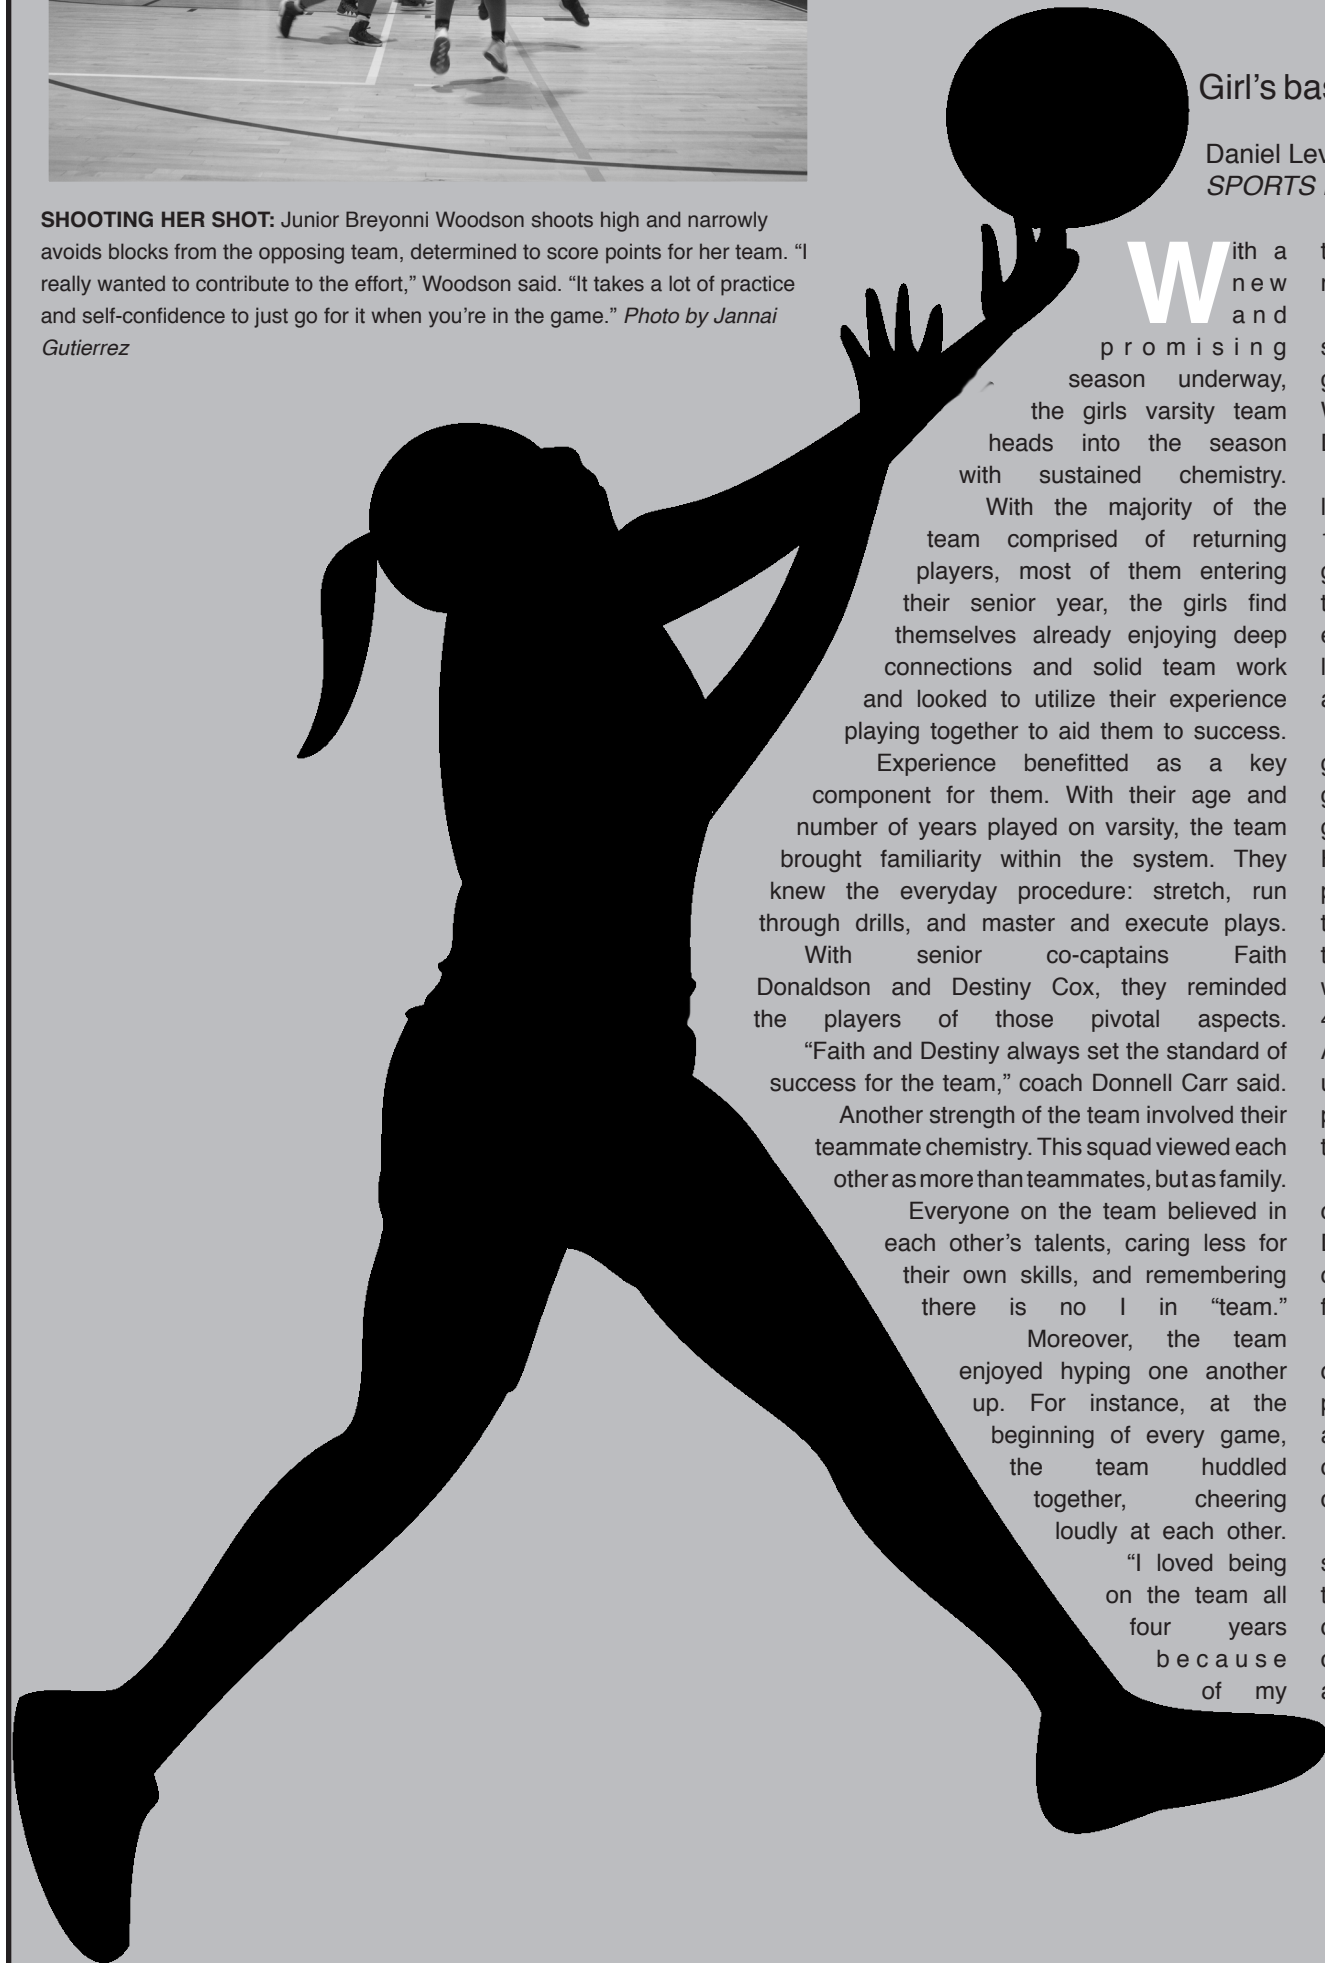 SHOOTING HER SHOT: Junior Breyonni Woodson shoots high and narrowly
avoids blocks from the opposing team, determined to score points for her team. “I
really wanted to contribute to the effort,” Woodson said. “It takes a lot of practice
and self-confidence to just go for it when you’re in the game.” Photo by Jannai
Gutierrez
Girl’s
Daniel
SPORTS
With a
new
and
promising
season underway,
the girls varsity team
heads into the season
with sustained chemistry.
With the majority of the
team comprised of returning
players, most of them entering
their senior year, the girls find
themselves already enjoying deep
connections and solid team work
and looked to utilize their experience
playing together to aid them to success.
Experience benefitted as a key
component for them. With their age and
number of years played on varsity, the team
brought familiarity within the system. They
knew the everyday procedure: stretch, run
through drills, and master and execute plays.
With senior co-captains Faith
Donaldson and Destiny Cox, they reminded
the players of those pivotal aspects.
“Faith and Destiny always set the standard of
success for the team,” coach Donnell Carr said.
Another strength of the team involved their
teammate chemistry. This squad viewed each
other as more than teammates, but as family.
Everyone on the team believed in
each other’s talents, caring less for
their own skills, and remembering
there is no I in “team.”
Moreover, the team
enjoyed hyping one another
up. For instance, at the
beginning of every game,
the team huddled
together, cheering
loudly at each other.
“I loved being
on the team all
four years
because
of my